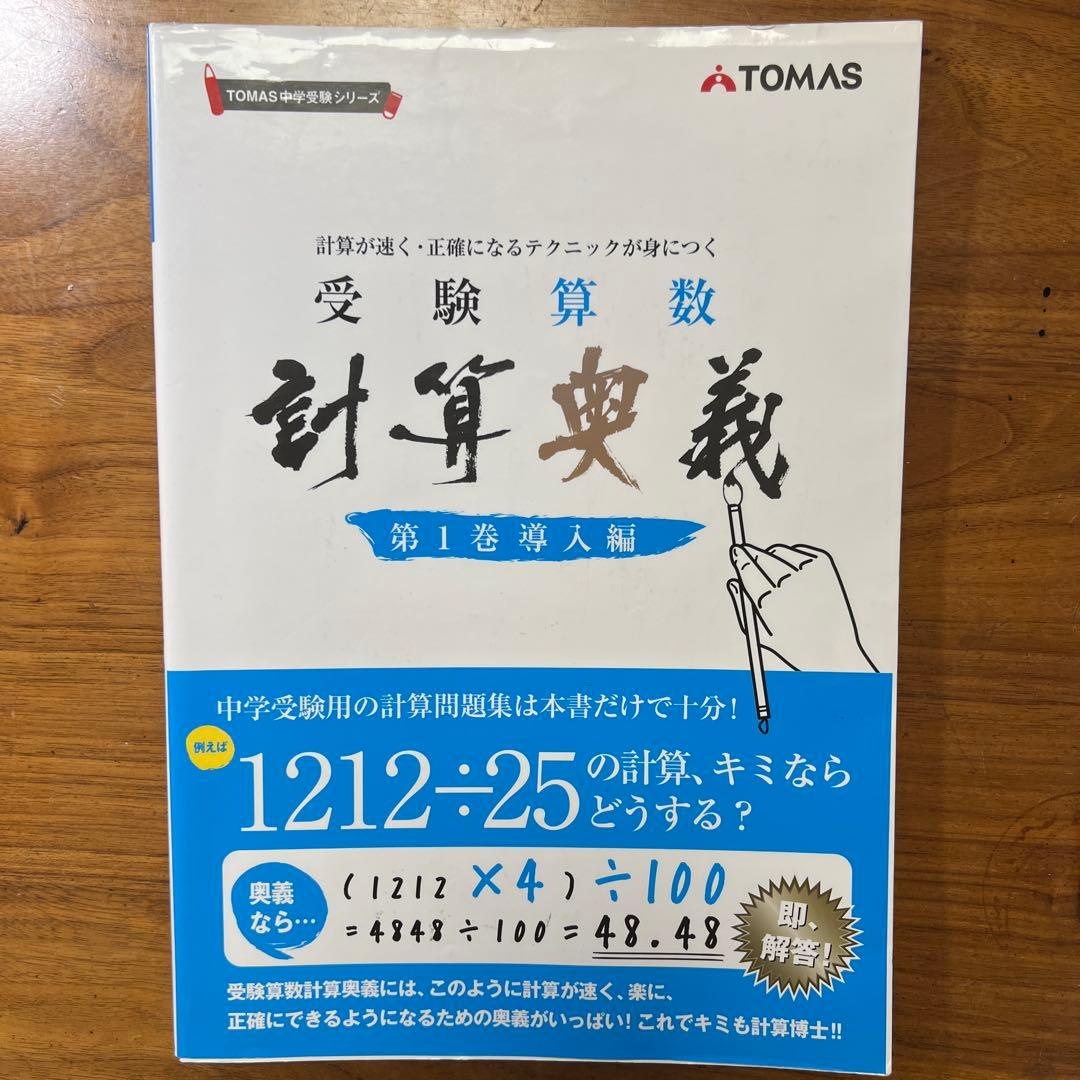 TOMAS中学受験シリーズ
TOMAS
計算が速く・正確になるテクニックが身につく
受験算数
計算奥義
第1巻導入編
中学受験用の計算問題集は本書だけで十分!
例えば
1212÷25の計算、キミなら
どうする?
奥義
なら…
(1212×4)÷100
=4848÷100=48.48
即、
解答!
受験算数計算奥義には、このように計算が速く、楽に、
正確にできるようになるための奥義がいっぱい!これでキミも計算博士!!